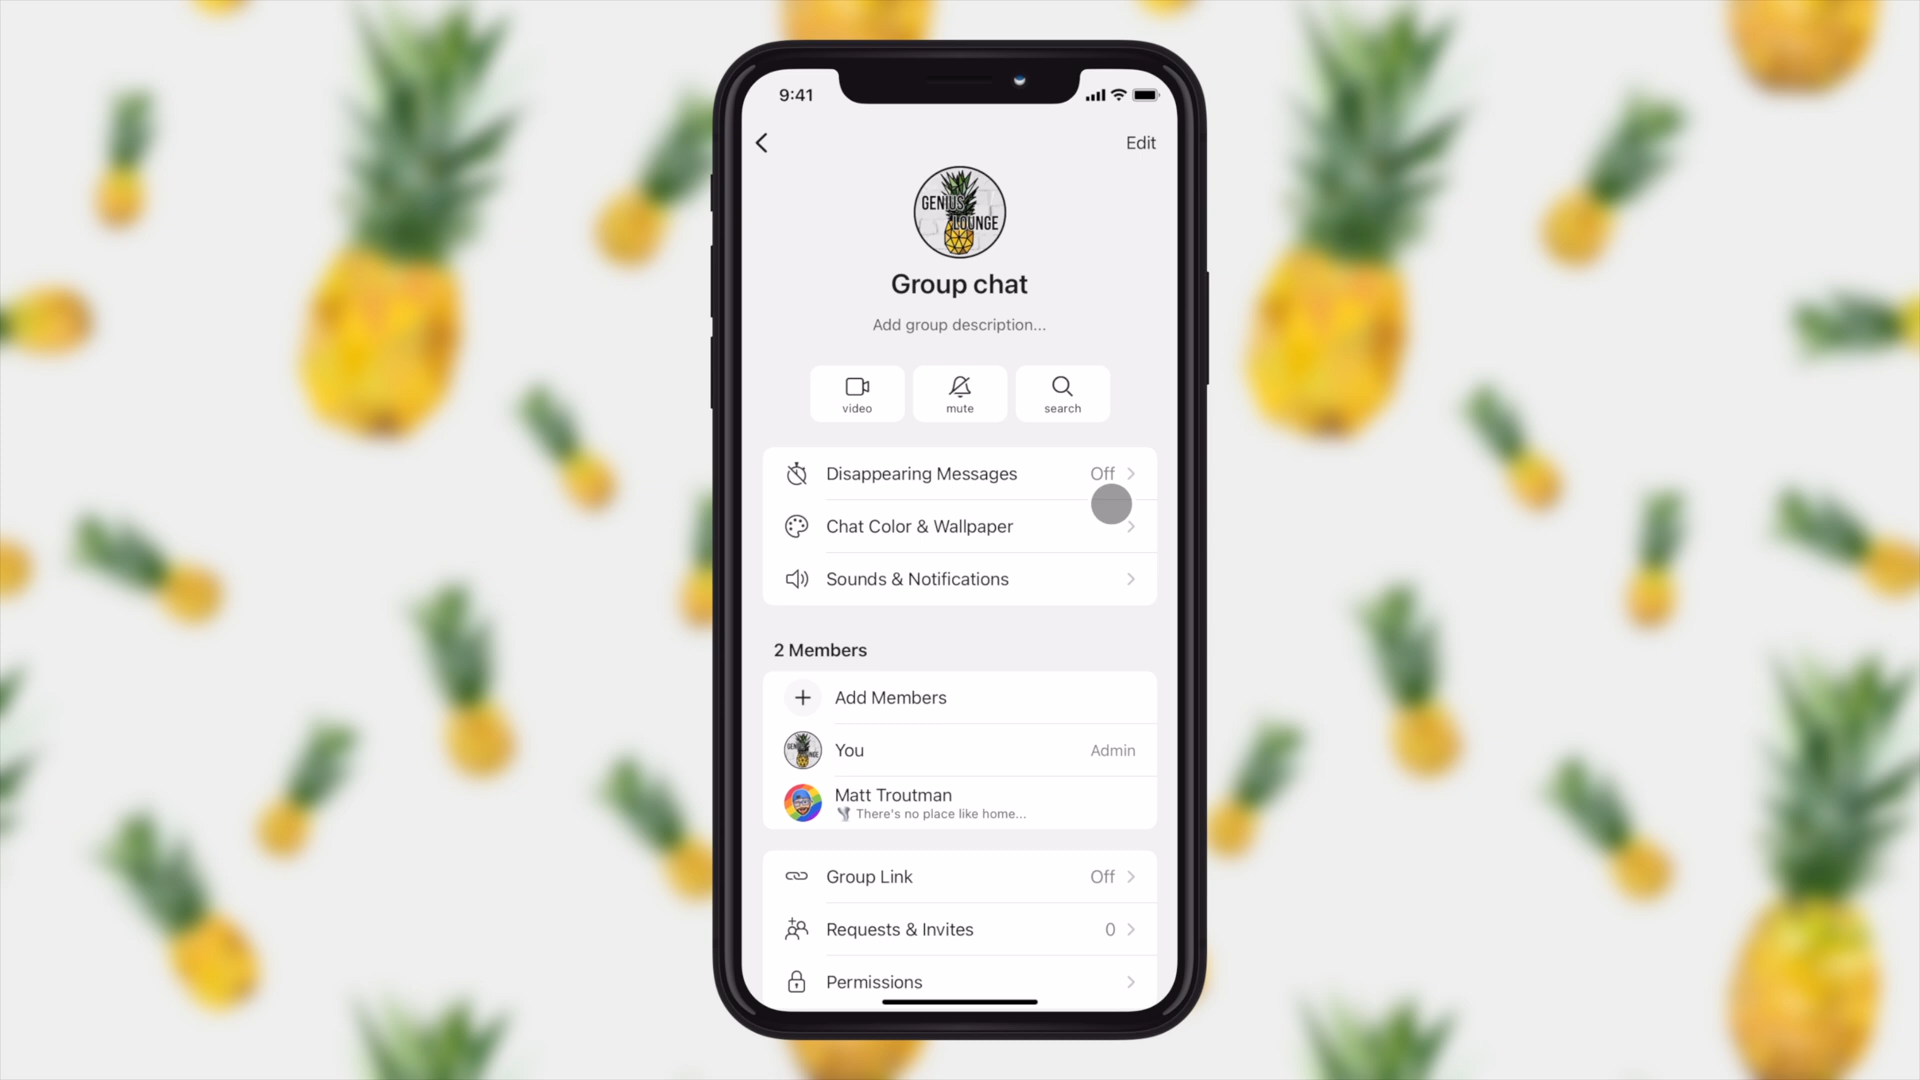 9:41
Edit
GENIUS
LOUNGE
Group chat
Add group description...
video
mute
search
Disappearing Messages Off
Chat Color & Wallpaper
Sounds & Notifications
2 Members
Add Members
You Admin
Matt Troutman
There's no place like home...
Group Link Off
Requests & Invites 0
Permissions